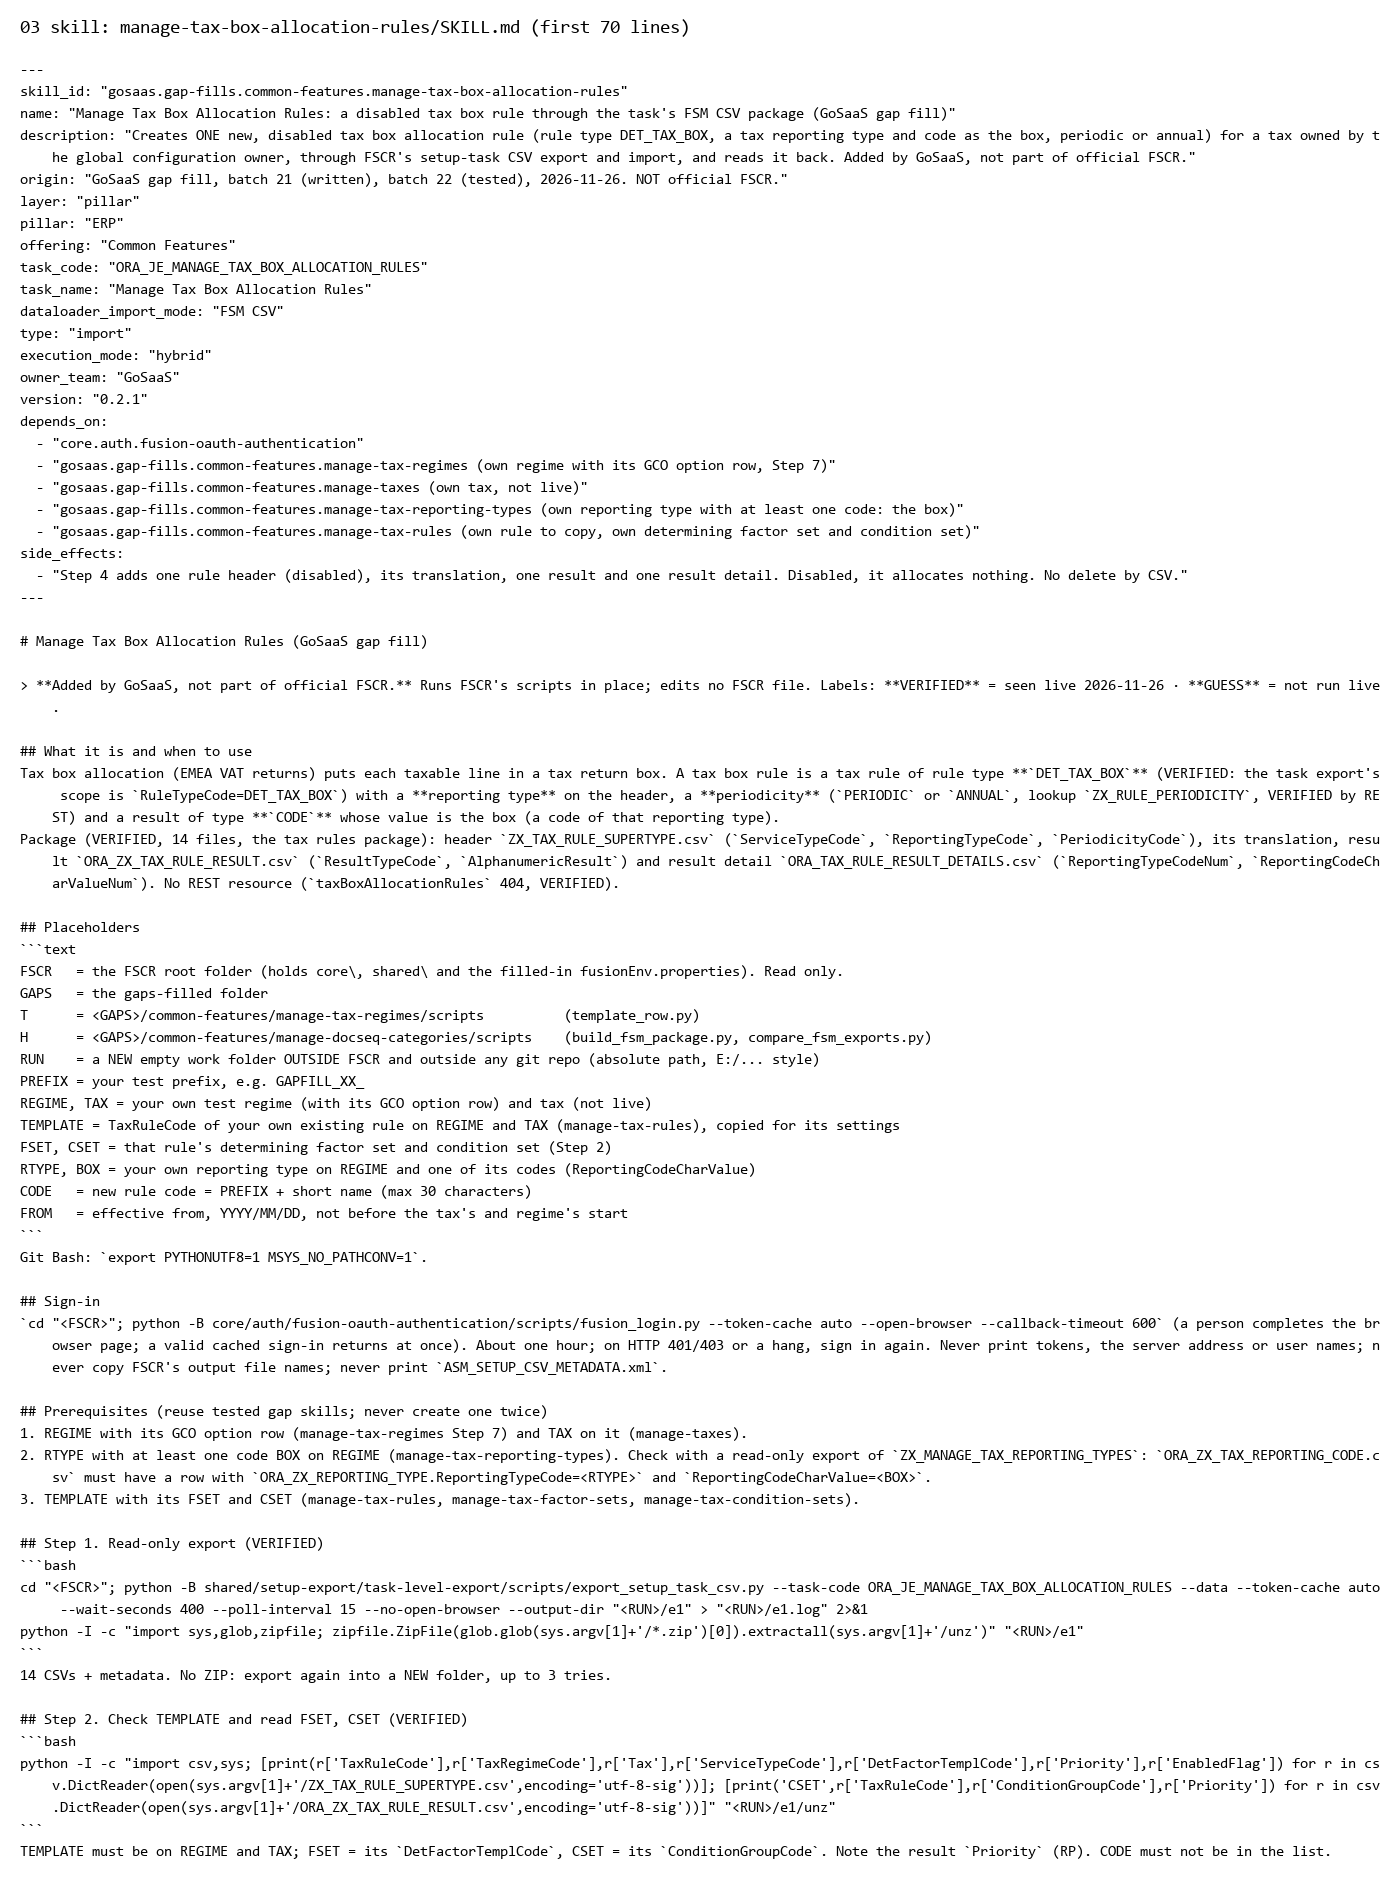 03 skill: manage-tax-box-allocation-rules/SKILL.md (first 70 lines)
---
skill_id: "gosaas.gap-fills.common-features.manage-tax-box-allocation-rules"
name: "Manage Tax Box Allocation Rules: a disabled tax box rule through the task's FSM CSV package (GoSaaS gap fill)"
description: "Creates ONE new, disabled tax box allocation rule (rule type DET_TAX_BOX, a tax reporting type and code as the box, periodic or annual) for a tax owned by t
he global configuration owner, through FSCR's setup-task CSV export and import, and reads it back. Added by GoSaaS, not part of official FSCR."
origin: "GoSaaS gap fill, batch 21 (written), batch 22 (tested), 2026-11-26. NOT official FSCR."
layer: "pillar"
pillar: "ERP"
offering: "Common Features"
task_code: "ORA_JE_MANAGE_TAX_BOX_ALLOCATION_RULES"
task_name: "Manage Tax Box Allocation Rules"
dataloader_import_mode: "FSM CSV"
type: "import"
execution_mode: "hybrid"
owner_team: "GoSaaS"
version: "0.2.1"
depends_on:
  - "core.auth.fusion-oauth-authentication"
  - "gosaas.gap-fills.common-features.manage-tax-regimes (own regime with its GCO option row, Step 7)"
  - "gosaas.gap-fills.common-features.manage-taxes (own tax, not live)"
  - "gosaas.gap-fills.common-features.manage-tax-reporting-types (own reporting type with at least one code: the box)"
  - "gosaas.gap-fills.common-features.manage-tax-rules (own rule to copy, own determining factor set and condition set)"
side_effects:
  - "Step 4 adds one rule header (disabled), its translation, one result and one result detail. Disabled, it allocates nothing. No delete by CSV."
---
# Manage Tax Box Allocation Rules (GoSaaS gap fill)
> **Added by GoSaaS, not part of official FSCR.** Runs FSCR's scripts in place; edits no FSCR file. Labels: **VERIFIED** = seen live 2026-11-26 · **GUESS** = not run live
.
## What it is and when to use
Tax box allocation (EMEA VAT returns) puts each taxable line in a tax return box. A tax box rule is a tax rule of rule type **`DET_TAX_BOX`** (VERIFIED: the task export's
scope is `RuleTypeCode=DET_TAX_BOX`) with a **reporting type** on the header, a **periodicity** (`PERIODIC` or `ANNUAL`, lookup `ZX_RULE_PERIODICITY`, VERIFIED by RE
ST) and a result of type **`CODE`** whose value is the box (a code of that reporting type).
Package (VERIFIED, 14 files, the tax rules package): header `ZX_TAX_RULE_SUPERTYPE.csv` (`ServiceTypeCode`, `ReportingTypeCode`, `PeriodicityCode`), its translation, resu
lt `ORA_ZX_TAX_RULE_RESULT.csv` (`ResultTypeCode`, `AlphanumericResult`) and result detail `ORA_TAX_RULE_RESULT_DETAILS.csv` (`ReportingTypeCodeNum`, `ReportingCodeCh
arValueNum`). No REST resource (`taxBoxAllocationRules` 404, VERIFIED).
## Placeholders
```text
FSCR   = the FSCR root folder (holds core\, shared\ and the filled-in fusionEnv.properties). Read only.
GAPS   = the gaps-filled folder
T      = <GAPS>/common-features/manage-tax-regimes/scripts          (template_row.py)
H      = <GAPS>/common-features/manage-docseq-categories/scripts    (build_fsm_package.py, compare_fsm_exports.py)
RUN    = a NEW empty work folder OUTSIDE FSCR and outside any git repo (absolute path, E:/... style)
PREFIX = your test prefix, e.g. GAPFILL_XX_
REGIME, TAX = your own test regime (with its GCO option row) and tax (not live)
TEMPLATE = TaxRuleCode of your own existing rule on REGIME and TAX (manage-tax-rules), copied for its settings
FSET, CSET = that rule's determining factor set and condition set (Step 2)
RTYPE, BOX = your own reporting type on REGIME and one of its codes (ReportingCodeCharValue)
CODE   = new rule code = PREFIX + short name (max 30 characters)
FROM   = effective from, YYYY/MM/DD, not before the tax's and regime's start
```
Git Bash: `export PYTHONUTF8=1 MSYS_NO_PATHCONV=1`.
## Sign-in
`cd "<FSCR>"; python -B core/auth/fusion-oauth-authentication/scripts/fusion_login.py --token-cache auto --open-browser --callback-timeout 600` (a person completes the br
owser page; a valid cached sign-in returns at once). About one hour; on HTTP 401/403 or a hang, sign in again. Never print tokens, the server address or user names; n
ever copy FSCR's output file names; never print `ASM_SETUP_CSV_METADATA.xml`.
## Prerequisites (reuse tested gap skills; never create one twice)
1. REGIME with its GCO option row (manage-tax-regimes Step 7) and TAX on it (manage-taxes).
2. RTYPE with at least one code BOX on REGIME (manage-tax-reporting-types). Check with a read-only export of `ZX_MANAGE_TAX_REPORTING_TYPES`: `ORA_ZX_TAX_REPORTING_CODE.c
sv` must have a row with `ORA_ZX_REPORTING_TYPE.ReportingTypeCode=<RTYPE>` and `ReportingCodeCharValue=<BOX>`.
3. TEMPLATE with its FSET and CSET (manage-tax-rules, manage-tax-factor-sets, manage-tax-condition-sets).
## Step 1. Read-only export (VERIFIED)
```bash
cd "<FSCR>"; python -B shared/setup-export/task-level-export/scripts/export_setup_task_csv.py --task-code ORA_JE_MANAGE_TAX_BOX_ALLOCATION_RULES --data --token-cache auto
--wait-seconds 400 --poll-interval 15 --no-open-browser --output-dir "<RUN>/e1" > "<RUN>/e1.log" 2>&1
python -I -c "import sys,glob,zipfile; zipfile.ZipFile(glob.glob(sys.argv[1]+'/*.zip')[0]).extractall(sys.argv[1]+'/unz')" "<RUN>/e1"
```
14 CSVs + metadata. No ZIP: export again into a NEW folder, up to 3 tries.
## Step 2. Check TEMPLATE and read FSET, CSET (VERIFIED)
```bash
python -I -c "import csv,sys; [print(r['TaxRuleCode'],r['TaxRegimeCode'],r['Tax'],r['ServiceTypeCode'],r['DetFactorTemplCode'],r['Priority'],r['EnabledFlag']) for r in cs
v.DictReader(open(sys.argv[1]+'/ZX_TAX_RULE_SUPERTYPE.csv',encoding='utf-8-sig'))]; [print('CSET',r['TaxRuleCode'],r['ConditionGroupCode'],r['Priority']) for r in csv
.DictReader(open(sys.argv[1]+'/ORA_ZX_TAX_RULE_RESULT.csv',encoding='utf-8-sig'))]" "<RUN>/e1/unz"
```
TEMPLATE must be on REGIME and TAX; FSET = its `DetFactorTemplCode`, CSET = its `ConditionGroupCode`. Note the result `Priority` (RP). CODE must not be in the list.